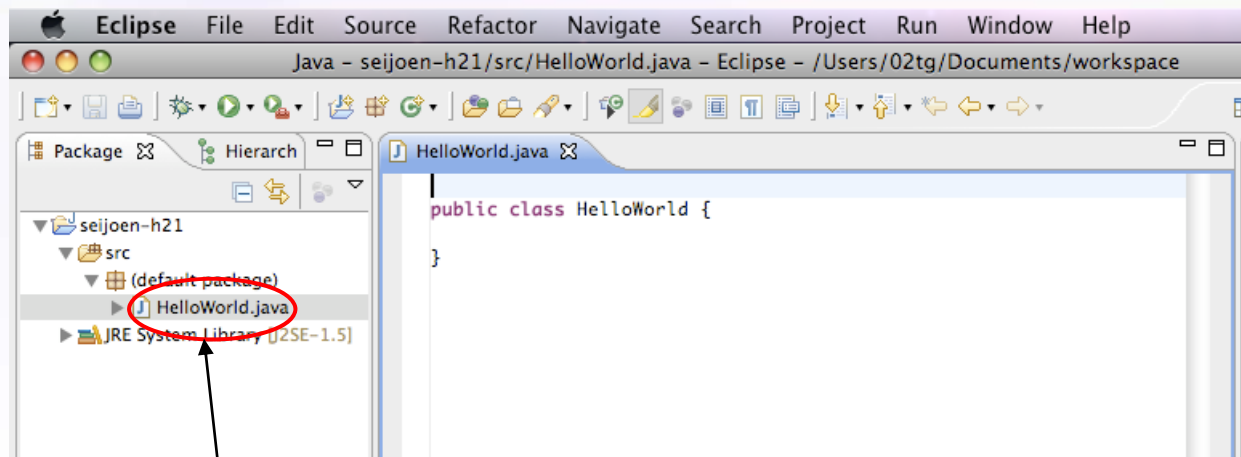 Eclipse File Edit Source Refactor Navigate Search Project Run Window Help
Java – seijoen-h21/src/HelloWorld.java – Eclipse – /Users/02tg/Documents/workspace
Package Hierarch
HelloWorld.java
seijoen-h21
src
(default package)
HelloWorld.java
JRE System Library [J2SE-1.5]
public class HelloWorld {
}